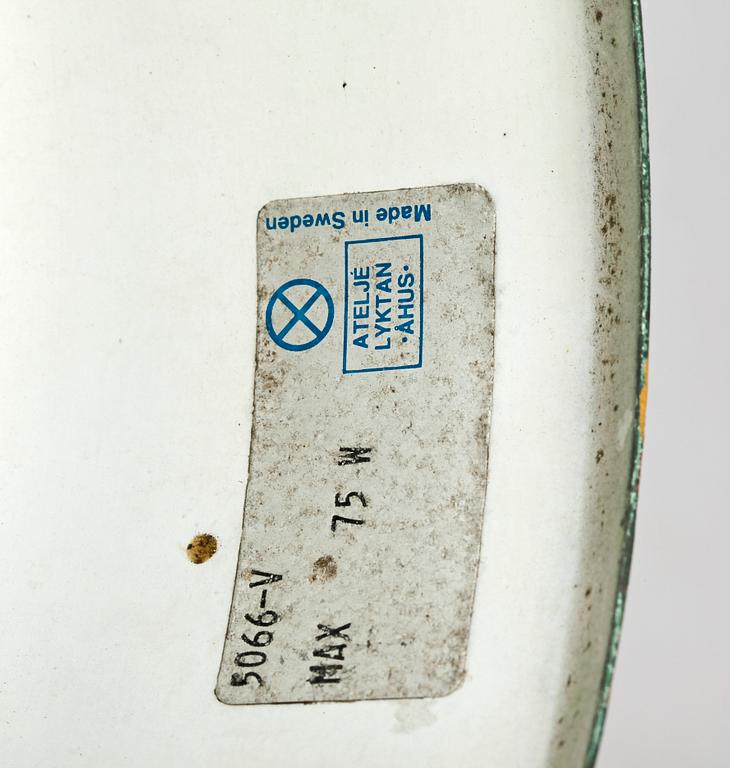 5066-V
MAX 75 W
ATELJÉ
LYKTAN
·ÅHUS·
Made in Sweden